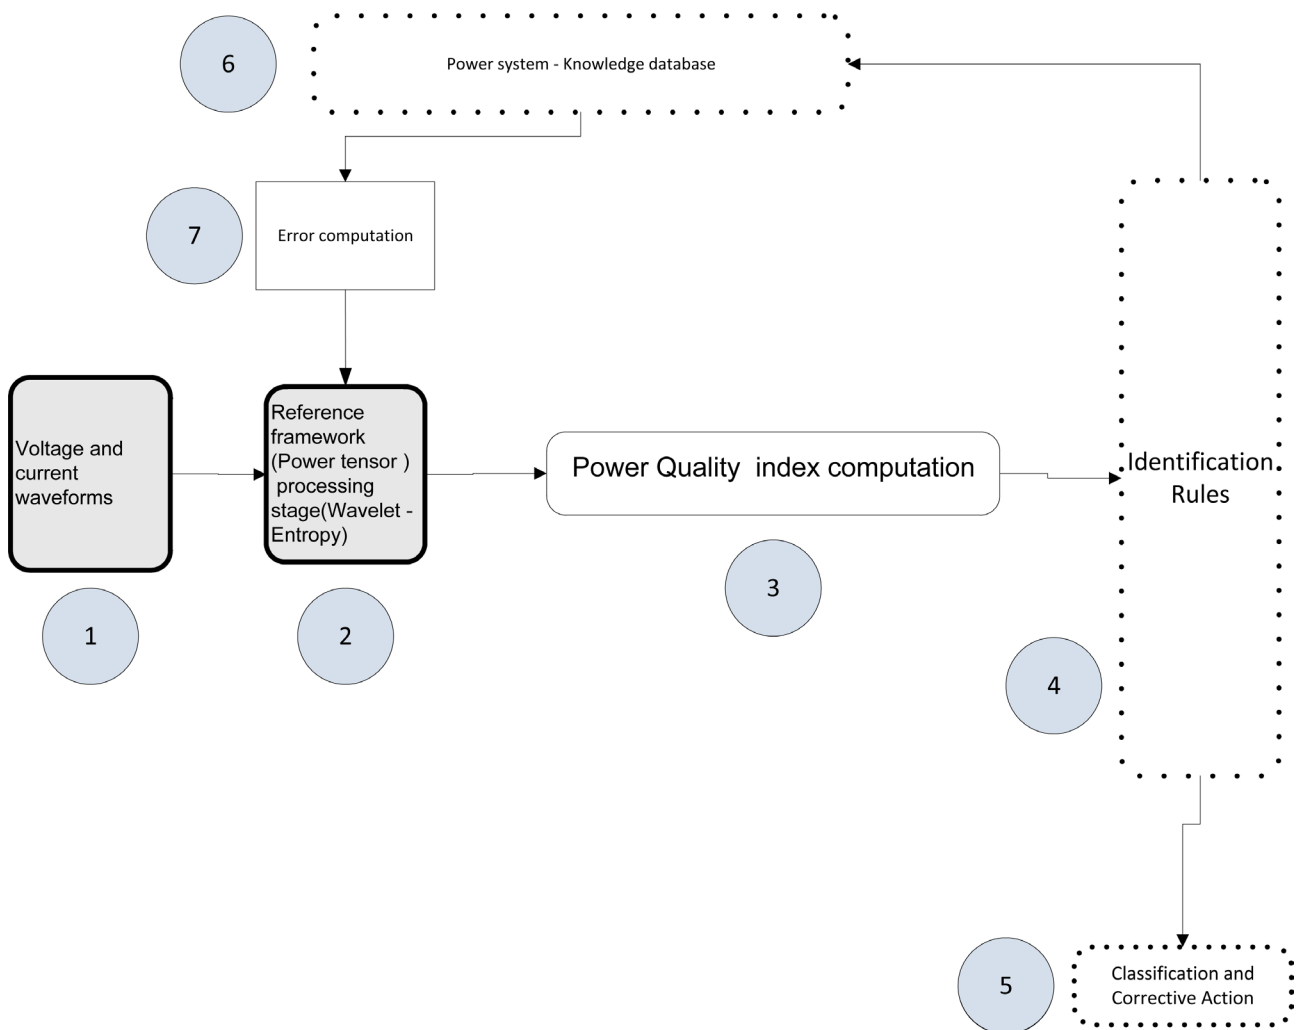 6
Power system - Knowledge database
7
Error computation
Voltage and
current
waveforms
Reference
framework
(Power tensor )
processing
stage(Wavelet -
Entropy)
Power Quality  index computation
Identification
Rules
1
2
3
4
5
Classification and
Corrective Action